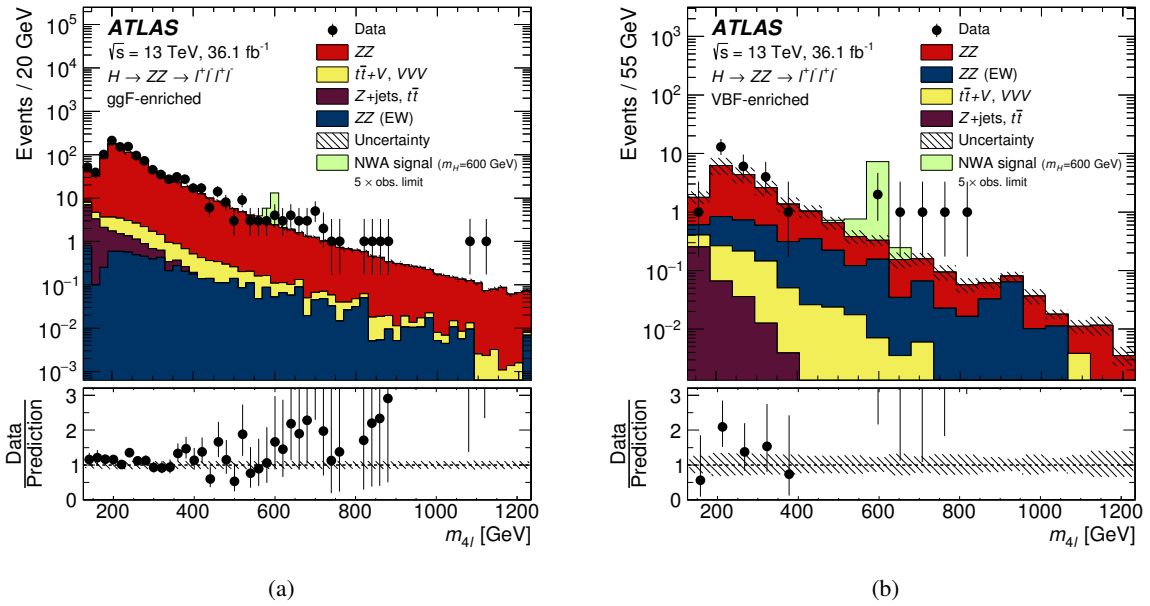 Events / 20 GeV
10⁵
10⁴
10³
10²
10
1
10⁻¹
10⁻²
10⁻³
ATLAS
√s = 13 TeV, 36.1 fb⁻¹
H → ZZ → l⁺l⁻l⁺l⁻
ggF-enriched
Data
ZZ
tt̄+V, VVV
Z+jets, tt̄
ZZ (EW)
Uncertainty
NWA signal (m_H=600 GeV)
5 × obs. limit
Data
Prediction
3
2
1
0
200 400 600 800 1000 1200
m_4l [GeV]
(a)
Events / 55 GeV
10³
10²
10
1
10⁻¹
10⁻²
ATLAS
√s = 13 TeV, 36.1 fb⁻¹
H → ZZ → l⁺l⁻l⁺l⁻
VBF-enriched
Data
ZZ
ZZ (EW)
tt̄+V, VVV
Z+jets, tt̄
Uncertainty
NWA signal (m_H=600 GeV)
5 × obs. limit
Data
Prediction
3
2
1
0
200 400 600 800 1000 1200
m_4l [GeV]
(b)